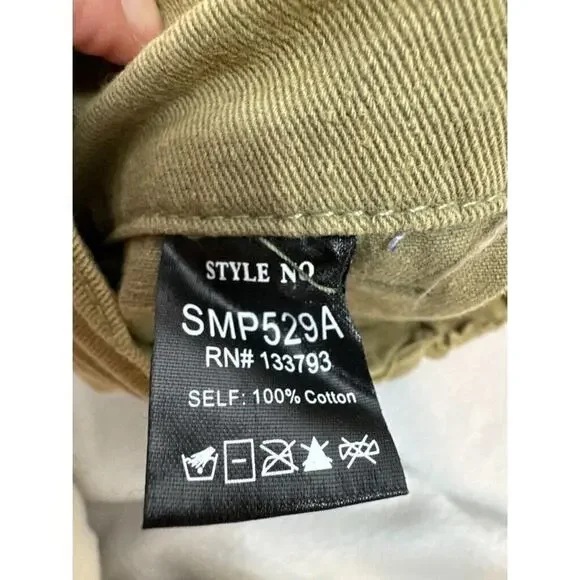 STYLE NO
SMP529A
RN# 133793
SELF: 100% Cotton